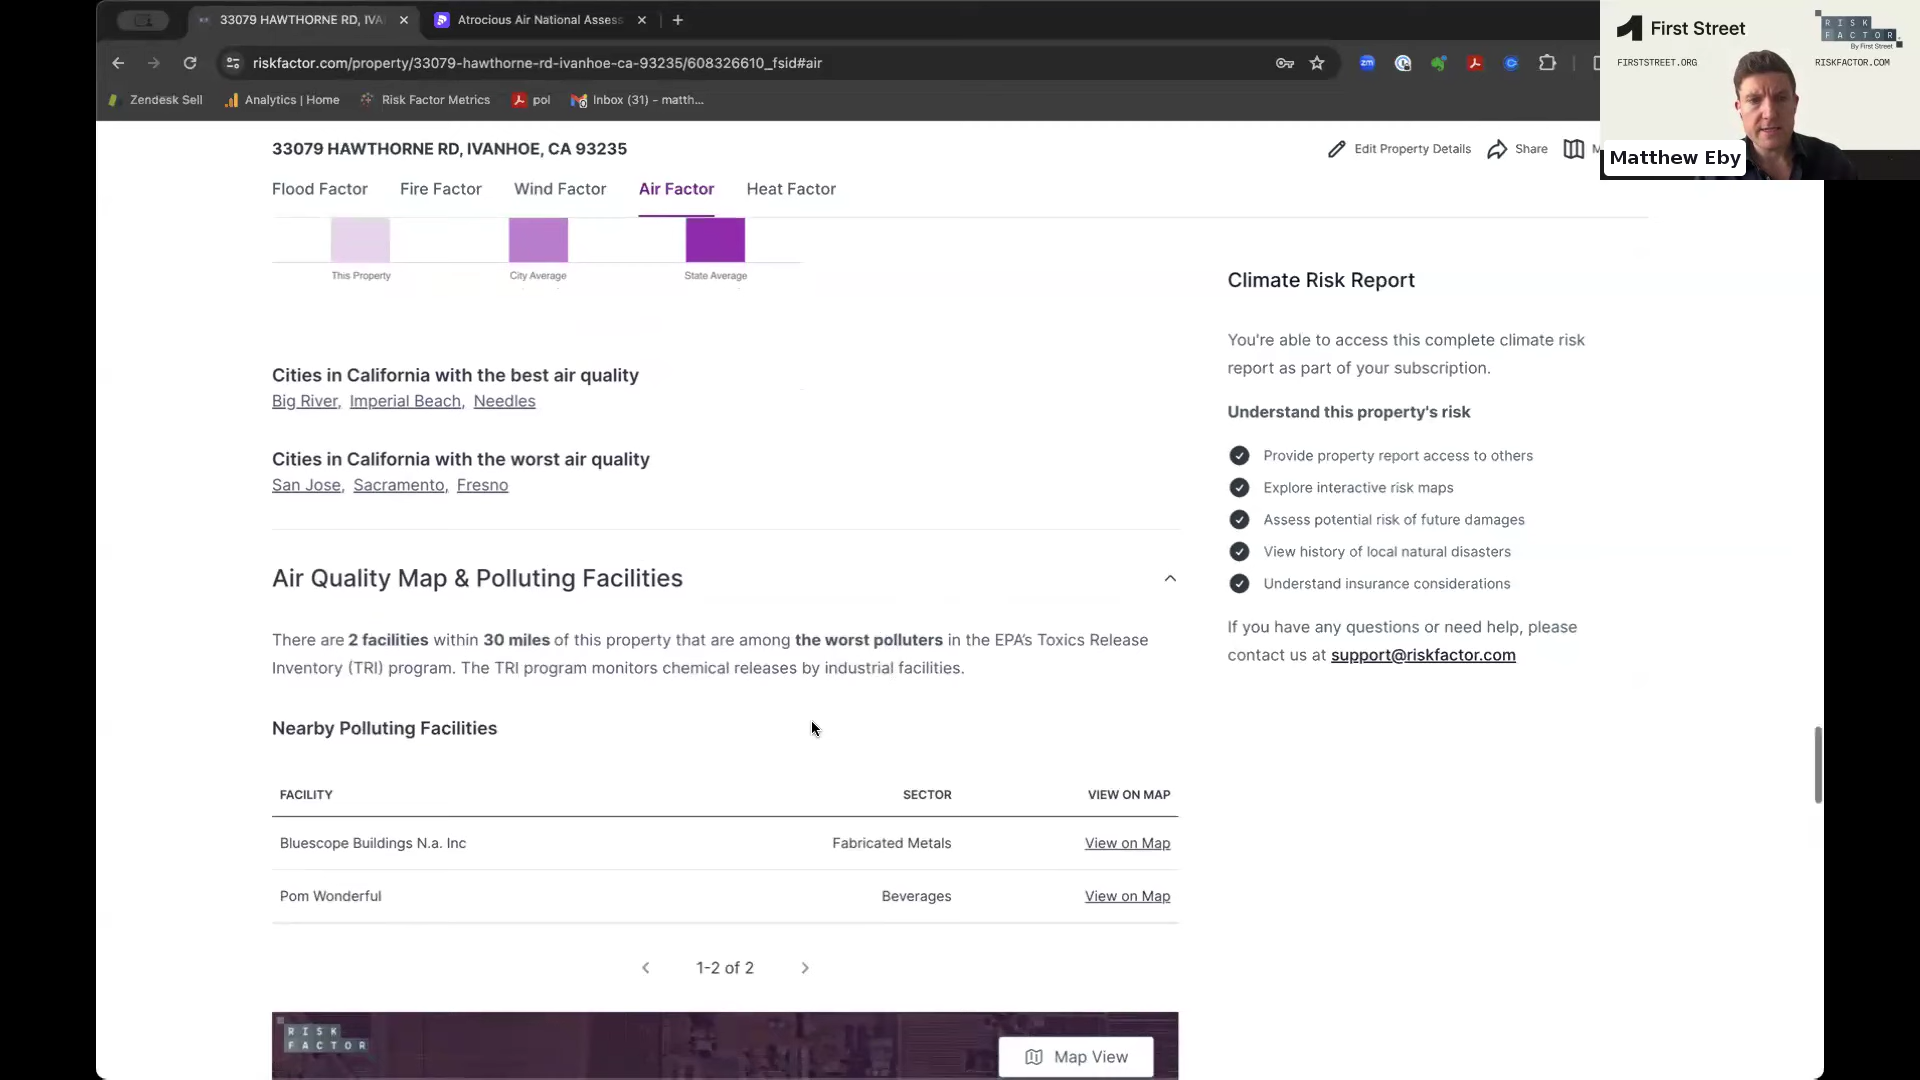 33079 HAWTHORNE RD, IVA
Atrocious Air National Assess
riskfactor.com/property/33079-hawthorne-rd-ivanhoe-ca-93235/608326610_fsid#air
Zendesk Sell
Analytics | Home
Risk Factor Metrics
pol
Inbox (31) - matth...
First Street
RISK
FACTOR
By First Street
FIRSTSTREET.ORG
RISKFACTOR.COM
Matthew Eby
33079 HAWTHORNE RD, IVANHOE, CA 93235
Edit Property Details
Share
M
Flood Factor
Fire Factor
Wind Factor
Air Factor
Heat Factor
This Property
City Average
State Average
Cities in California with the best air quality
Big River, Imperial Beach, Needles
Cities in California with the worst air quality
San Jose, Sacramento, Fresno
Air Quality Map & Polluting Facilities
There are 2 facilities within 30 miles of this property that are among the worst polluters in the EPA's Toxics Release
Inventory (TRI) program. The TRI program monitors chemical releases by industrial facilities.
Nearby Polluting Facilities
FACILITY SECTOR VIEW ON MAP
Bluescope Buildings N.a. Inc Fabricated Metals View on Map
Pom Wonderful Beverages View on Map
1-2 of 2
RISK
FACTOR
Map View
Climate Risk Report
You're able to access this complete climate risk
report as part of your subscription.
Understand this property's risk
Provide property report access to others
Explore interactive risk maps
Assess potential risk of future damages
View history of local natural disasters
Understand insurance considerations
If you have any questions or need help, please
contact us at support@riskfactor.com